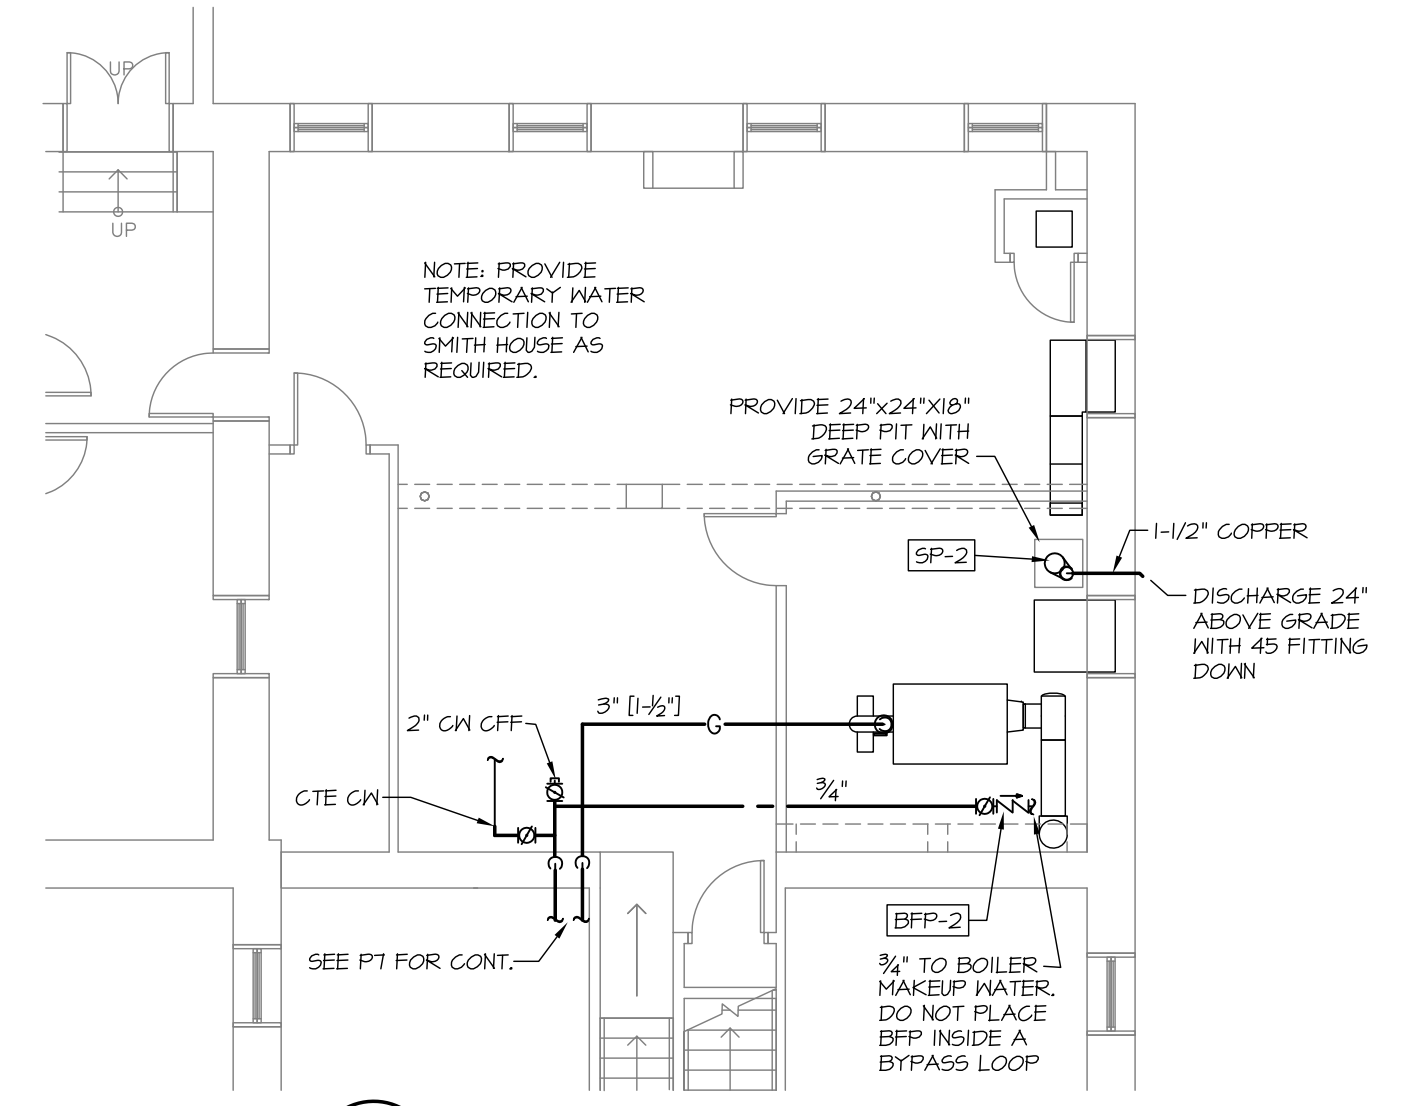 UP
UP
NOTE: PROVIDE
TEMPORARY WATER
CONNECTION TO
SMITH HOUSE AS
REQUIRED.
PROVIDE 24"x24"X18"
DEEP PIT WITH
GRATE COVER
1-1/2" COPPER
SP-2
DISCHARGE 24"
ABOVE GRADE
WITH 45 FITTING
DOWN
3" [1-½"]
2" CW CFF
G
CTE CW
¾"
BFP-2
SEE P7 FOR CONT.
¾" TO BOILER
MAKEUP WATER.
DO NOT PLACE
BFP INSIDE A
BYPASS LOOP